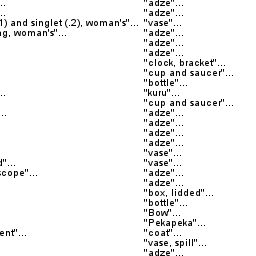 ... "adze"...
... "adze"...
1) and singlet (.2), woman's"... "vase"...
ng, woman's"... "adze"...
"adze"...
"adze"...
"clock, bracket"...
"cup and saucer"...
"bottle"...
... "kuru"...
"cup and saucer"...
... "adze"...
"adze"...
"adze"...
"adze"...
"vase"...
d"... "vase"...
scope"... "adze"...
"adze"...
"box, lidded"...
"bottle"...
"Bow"...
"Pekapeka"...
ent"... "coat"...
"vase, spill"...
"adze"...